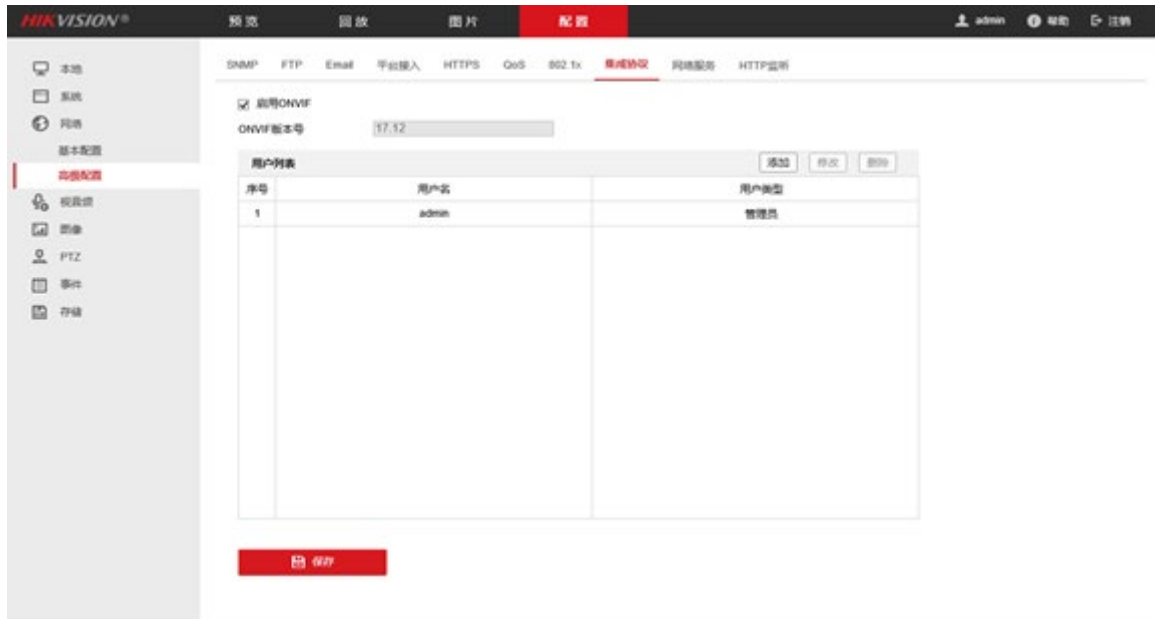 HIKVISION® 预览 回放 图片 配置 admin 帮助 注销
本地
系统
网络
基本配置
高级配置
视音频
图像
PTZ
事件
存储
SNMP FTP Email 平台接入 HTTPS QoS 802.1x 集成协议 网络服务 HTTP监听
启用ONVIF
ONVIF版本号 17.12
用户列表 添加 修改 删除
序号 用户名 用户类型
1 admin 管理员
保存